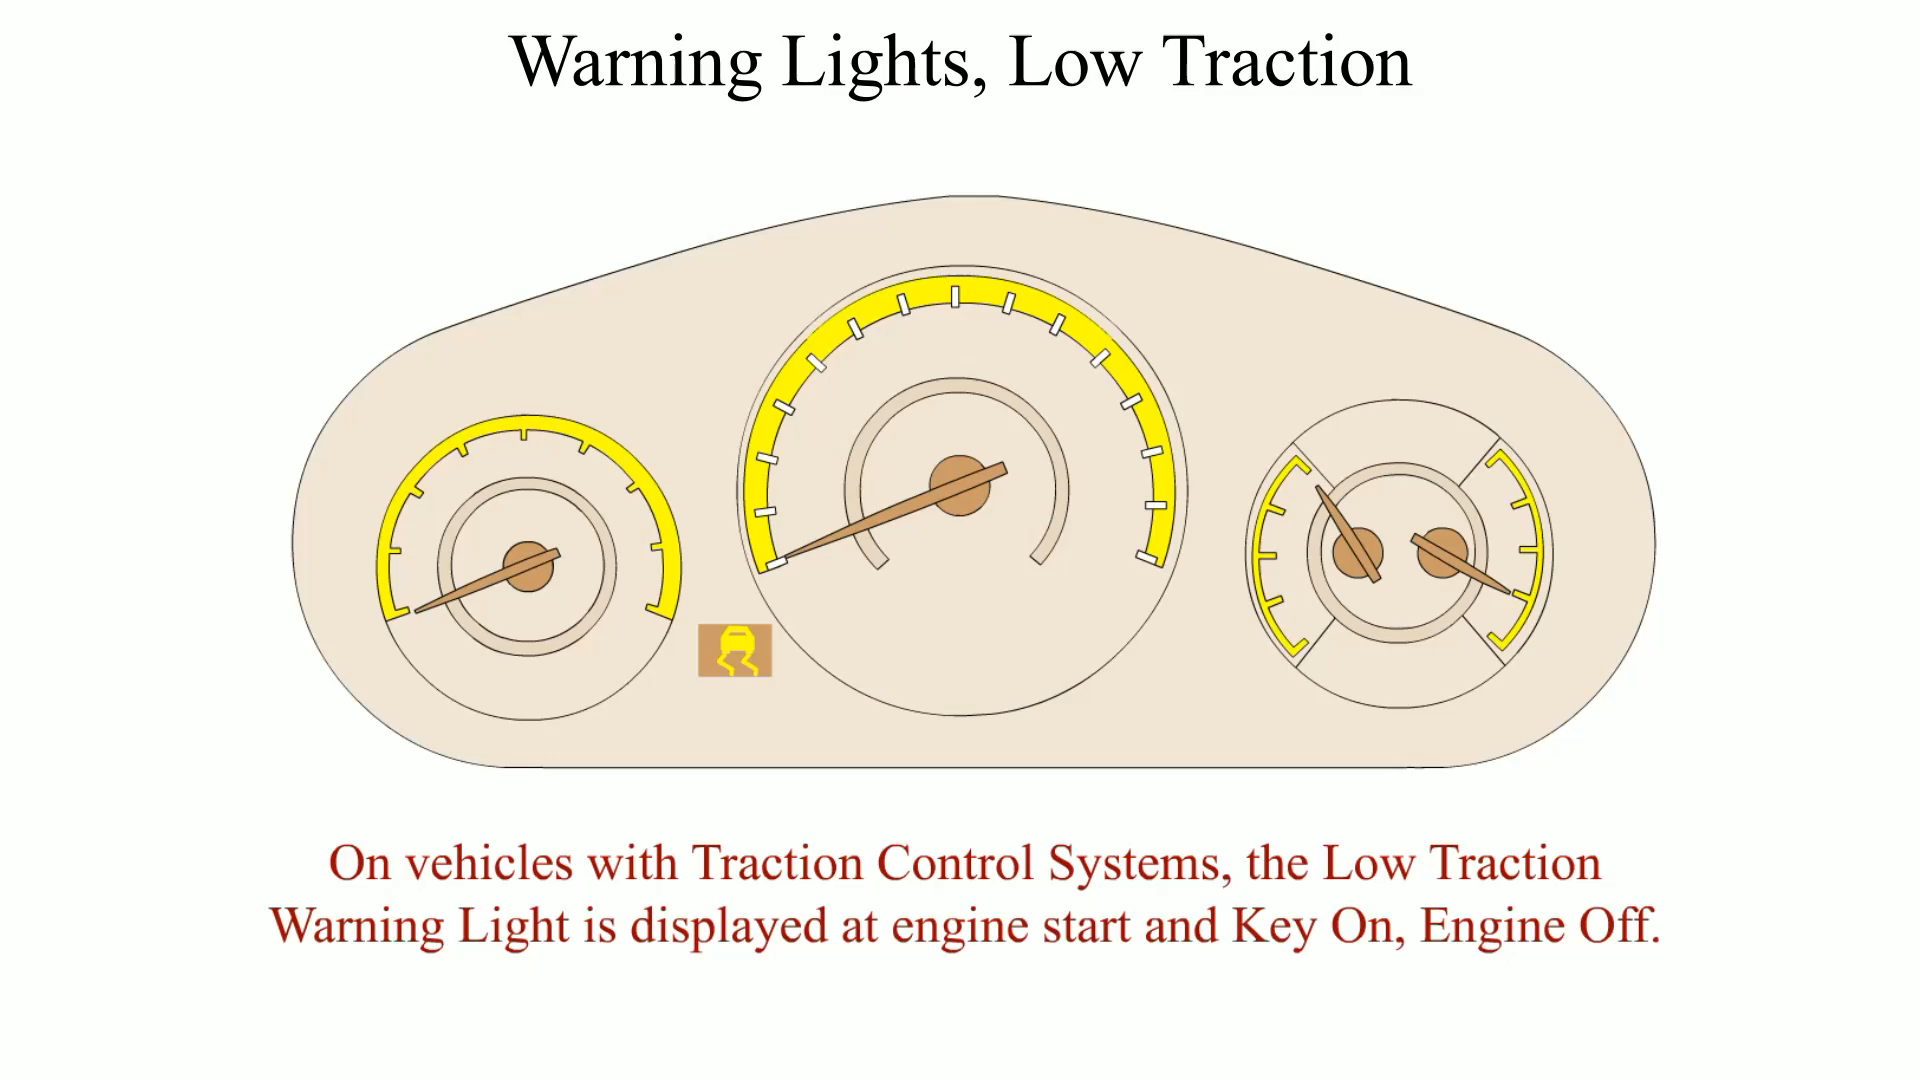 Warning Lights, Low Traction
On vehicles with Traction Control Systems, the Low Traction
Warning Light is displayed at engine start and Key On, Engine Off.